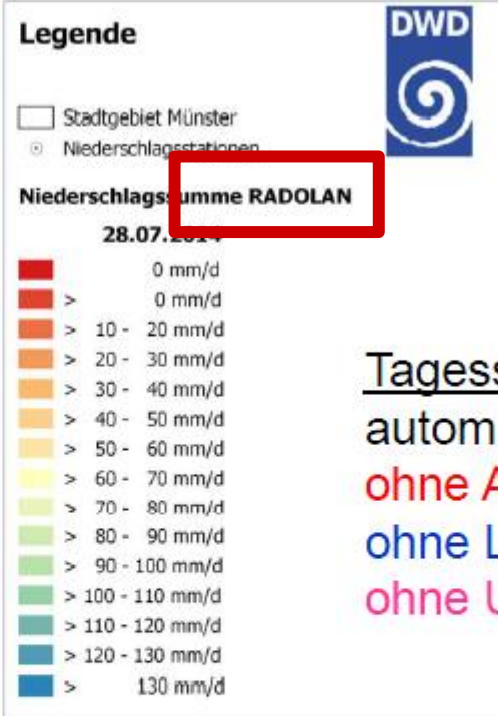 Legende
DWD
Stadtgebiet Münster
Niederschlagsstationen
Niederschlagssumme RADOLAN
28.07.2014
0 mm/d
> 0 mm/d
> 10 - 20 mm/d
> 20 - 30 mm/d
> 30 - 40 mm/d
> 40 - 50 mm/d
> 50 - 60 mm/d
> 60 - 70 mm/d
> 70 - 80 mm/d
> 80 - 90 mm/d
> 90 - 100 mm/d
> 100 - 110 mm/d
> 110 - 120 mm/d
> 120 - 130 mm/d
> 130 mm/d
Tagess
autom
ohne A
ohne L
ohne U